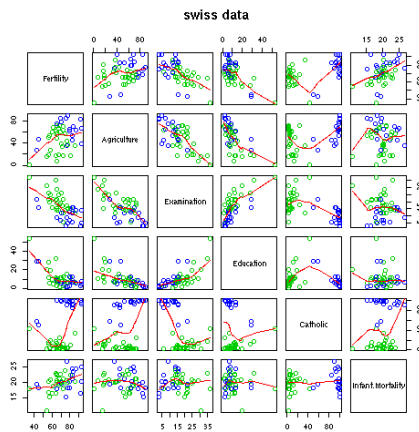 swiss data
0 40 80
0 20 40
15 20 25
Fertility
Agriculture
0 40 80
Examination
Education
0 20 40
Catholic
Infant.Mortality
15 20 25
40 60 80
5 15 25 35
0 40 80